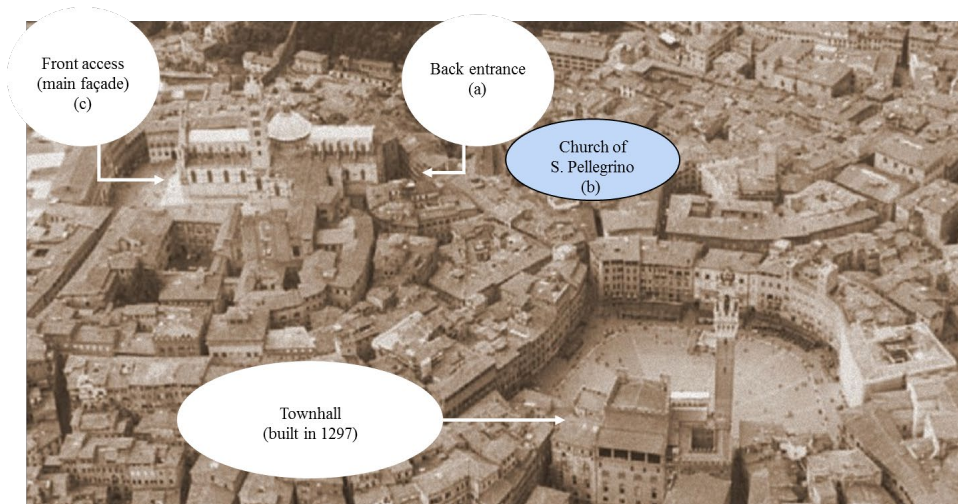 Front access
(main façade)
(c)
Back entrance
(a)
Church of
S. Pellegrino
(b)
Townhall
(built in 1297)